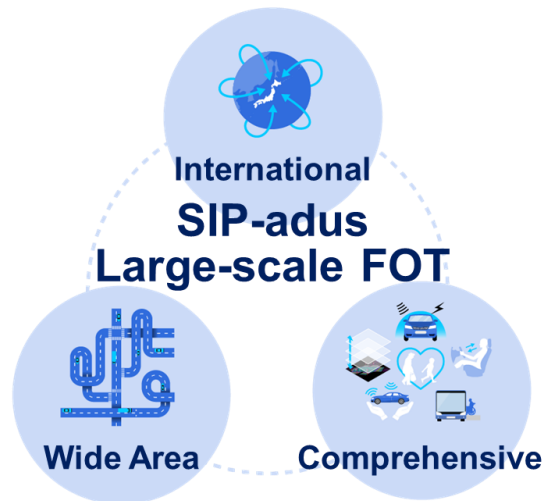 International
SIP-adus
Large-scale FOT
Wide Area
Comprehensive